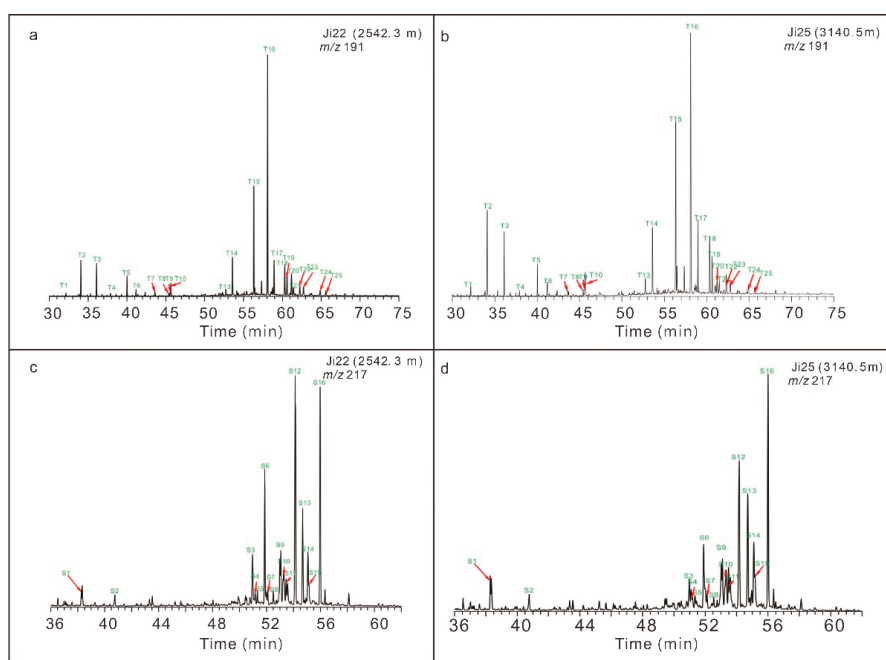 a
Ji22 (2542.3 m)
m/z 191
T16
T15
T2
T3
T14
T17
T19
T5
T20
T23
T1
T4
T6
T7
T8
T9
T10
T13
T24
T25
30 35 40 45 50 55 60 65 70 75
Time (min)
b
Ji25 (3140.5m)
m/z 191
T16
T15
T2
T3
T14
T17
T18
T19
T5
T20
T23
T1
T4
T6
T7
T10
T13
T24
T25
30 35 40 45 50 55 60 65 70 75
Time (min)
c
Ji22 (2542.3 m)
m/z 217
S12
S16
S6
S13
S3
S9
S14
S1
S2
S4
S7
36 40 44 48 52 56 60
Time (min)
d
Ji25 (3140.5m)
m/z 217
S16
S12
S13
S6
S9
S14
S1
S2
S3
S4
S7
S10
S15
36 40 44 48 52 56 60
Time (min)